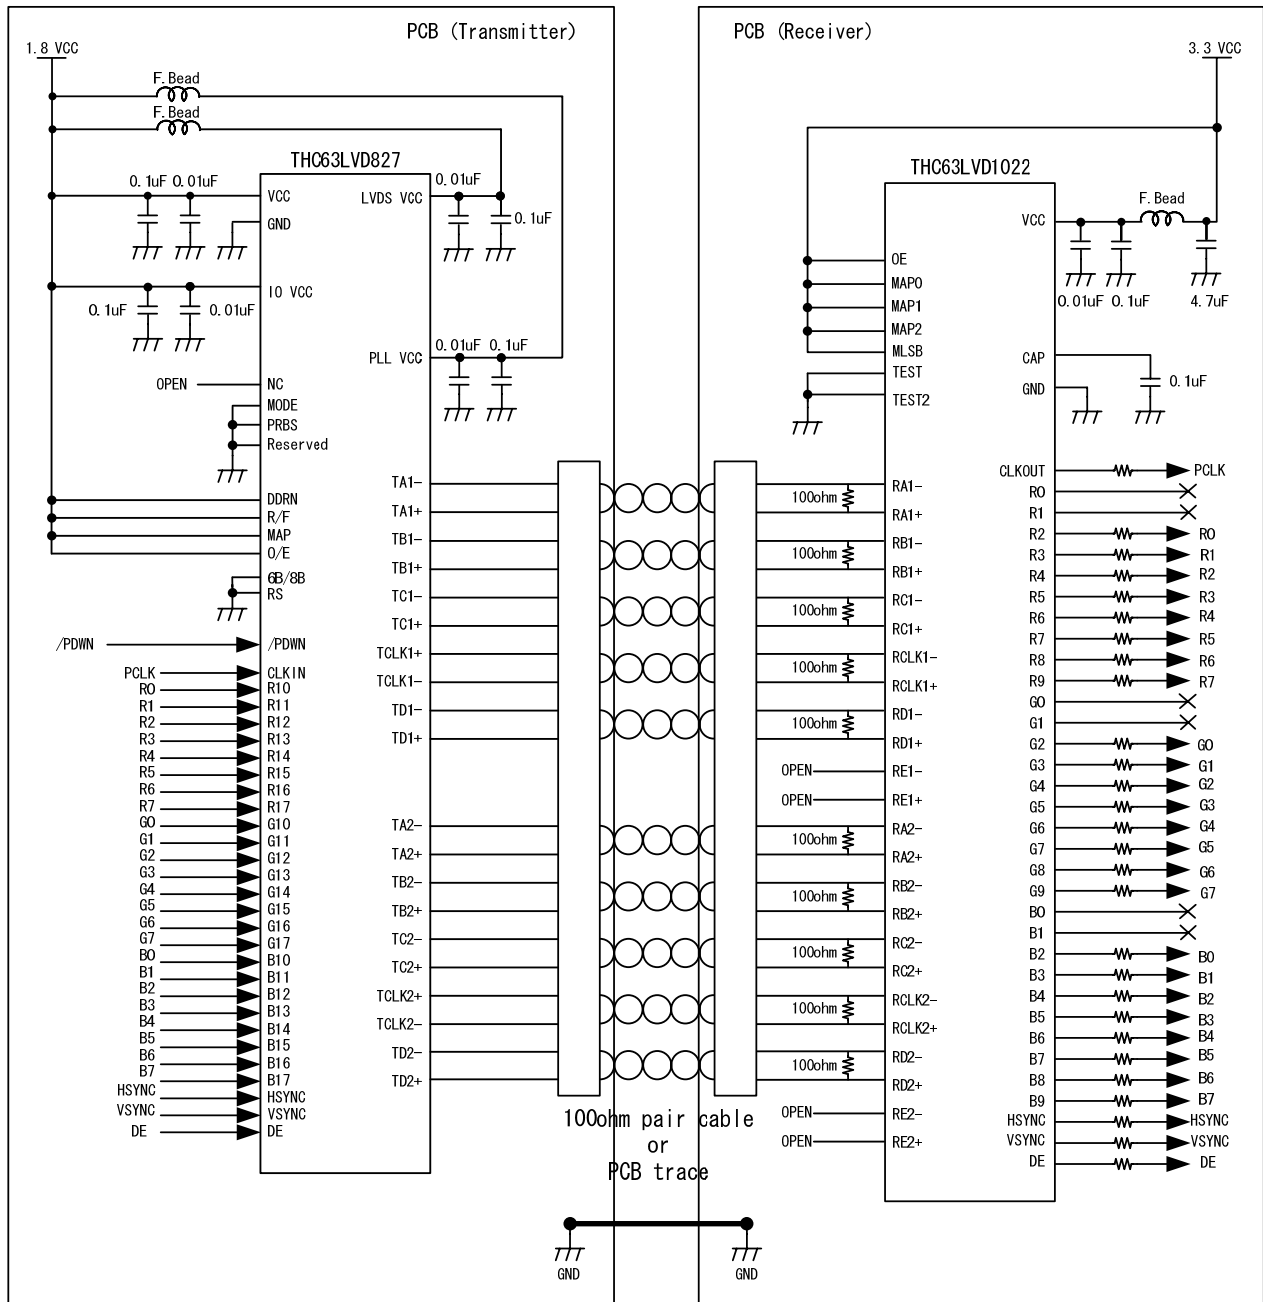 PCB (Transmitter)
1.8 VCC
F.Bead
F.Bead
THC63LVD827
0.1uF 0.01uF
VCC
GND
LVDS VCC
0.01uF
0.1uF
IO VCC
0.1uF
0.01uF
PLL VCC
0.01uF 0.1uF
OPEN
NC
MODE
PRBS
Reserved
DDRN
R/F
MAP
O/E
6B/8B
RS
/PDWN
/PDWN
PCLK CLKIN
R0 R10
R1 R11
R2 R12
R3 R13
R4 R14
R5 R15
R6 R16
R7 R17
G0 G10
G1 G11
G2 G12
G3 G13
G4 G14
G5 G15
G6 G16
G7 G17
B0 B10
B1 B11
B2 B12
B3 B13
B4 B14
B5 B15
B6 B16
B7 B17
HSYNC HSYNC
VSYNC VSYNC
DE DE
TA1-
TA1+
TB1-
TB1+
TC1-
TC1+
TCLK1+
TCLK1-
TD1-
TD1+
TA2-
TA2+
TB2-
TB2+
TC2-
TC2+
TCLK2+
TCLK2-
TD2-
TD2+
100ohm pair cable
or
PCB trace
GND
GND
PCB (Receiver)
3.3 VCC
THC63LVD1022
VCC
F.Bead
0.01uF 0.1uF
4.7uF
OE
MAP0
MAP1
MAP2
MLSB
TEST
TEST2
CAP
0.1uF
GND
100ohm
RA1-
RA1+
100ohm
RB1-
RB1+
100ohm
RC1-
RC1+
100ohm
RCLK1-
RCLK1+
100ohm
RD1-
RD1+
OPEN
RE1-
OPEN
RE1+
100ohm
RA2-
RA2+
100ohm
RB2-
RB2+
100ohm
RC2-
RC2+
100ohm
RCLK2-
RCLK2+
100ohm
RD2-
RD2+
OPEN
RE2-
OPEN
RE2+
CLKOUT PCLK
R0
R1
R2 R0
R3 R1
R4 R2
R5 R3
R6 R4
R7 R5
R8 R6
R9 R7
G0
G1
G2 G0
G3 G1
G4 G2
G5 G3
G6 G4
G7 G5
G8 G6
G9 G7
B0
B1
B2 B0
B3 B1
B4 B2
B5 B3
B6 B4
B7 B5
B8 B6
B9 B7
HSYNC HSYNC
VSYNC VSYNC
DE DE